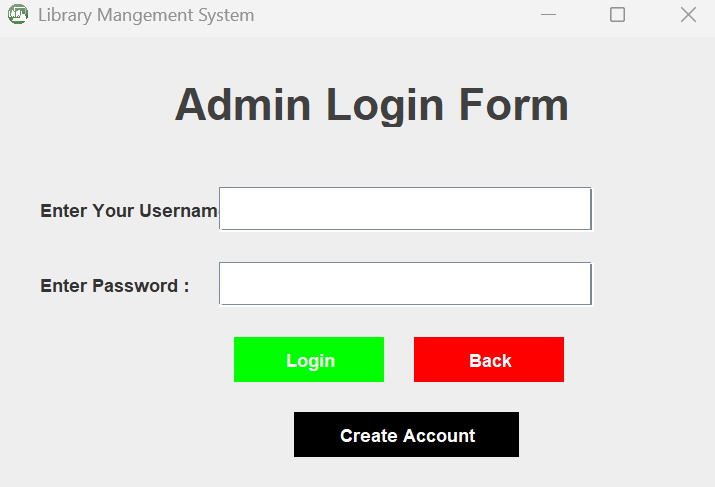 Library Mangement System
Admin Login Form
Enter Your Usernam
Enter Password :
Login
Back
Create Account